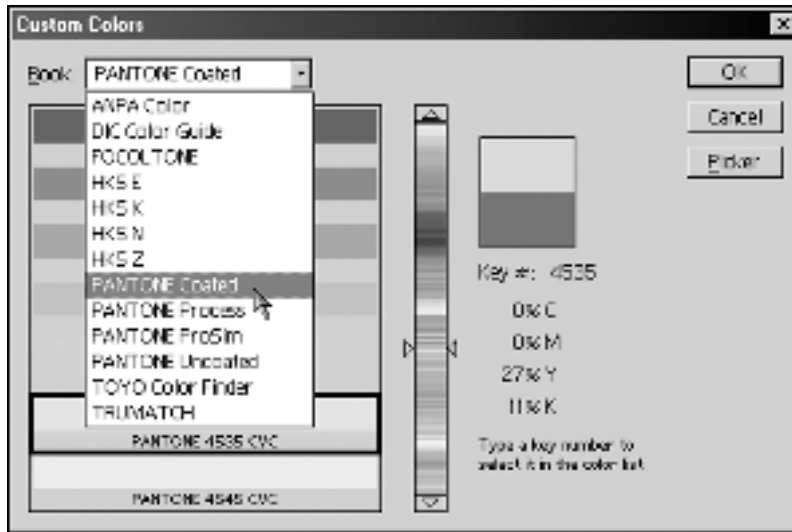 Custom Colors
Book: PANTONE Coated
ANPA Color
DIC Color Guide
FOCOLTONE
HKS E
HKS K
HKS N
HKS Z
PANTONE Coated
PANTONE Process
PANTONE ProSim
PANTONE Uncoated
TOYO Color Finder
TRUMATCH
PANTONE 4535 CVC
PANTONE 4545 CVC
OK
Cancel
Picker
Key #: 4535
0% C
0% M
27% Y
11% K
Type a key number to
select it in the color list